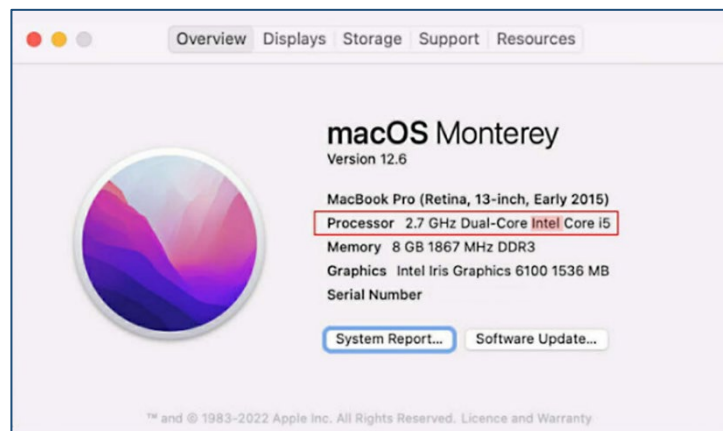 Overview Displays Storage Support Resources
macOS Monterey
Version 12.6
MacBook Pro (Retina, 13-inch, Early 2015)
Processor 2.7 GHz Dual-Core Intel Core i5
Memory 8 GB 1867 MHz DDR3
Graphics Intel Iris Graphics 6100 1536 MB
Serial Number
System Report... Software Update...
™ and © 1983-2022 Apple Inc. All Rights Reserved. Licence and Warranty